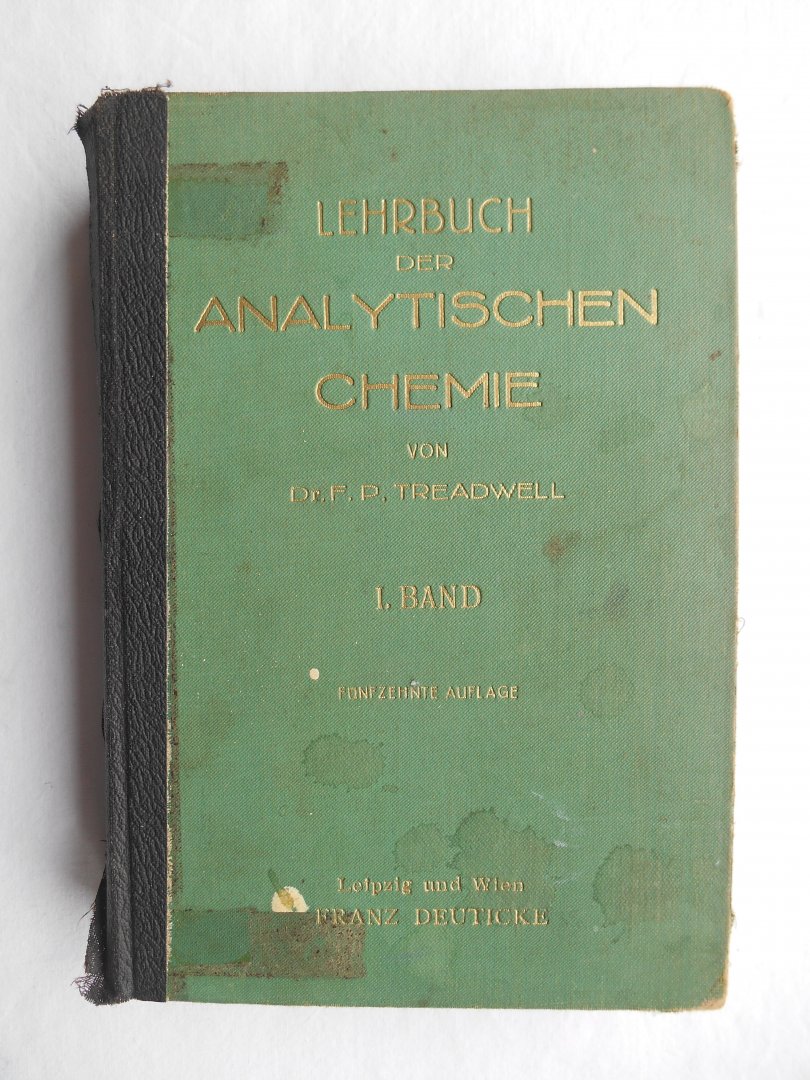 LEHRBUCH
DER
ANALYTISCHEN
CHEMIE
VON
Dr. F. P. TREADWELL
I. BAND
FÜNFZEHNTE AUFLAGE
Leipzig und Wien
FRANZ DEUTICKE